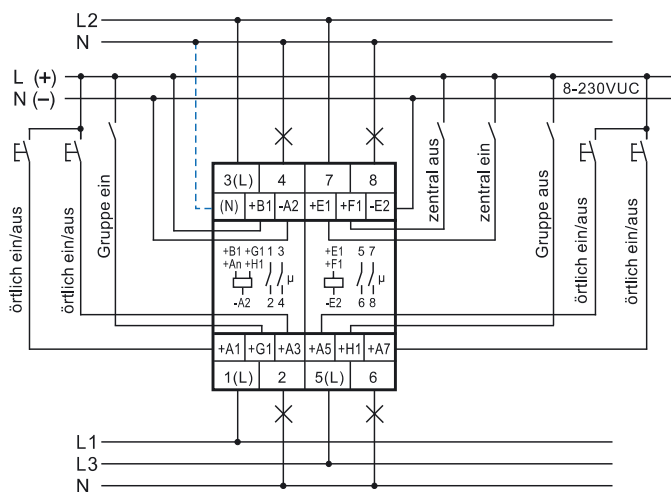 L2
N
L (+)
N (−)
8-230VUC
örtlich ein/aus
örtlich ein/aus
Gruppe ein
zentral aus
zentral ein
Gruppe aus
örtlich ein/aus
örtlich ein/aus
3(L) 4 7 8
(N) +B1 -A2 +E1 +F1 -E2
+B1 +G1 1 3
+An +H1 µ
-A2 2 4
+E1 5 7
+F1 µ
-E2 6 8
+A1 +G1 +A3 +A5 +H1 +A7
1(L) 2 5(L) 6
L1
L3
N